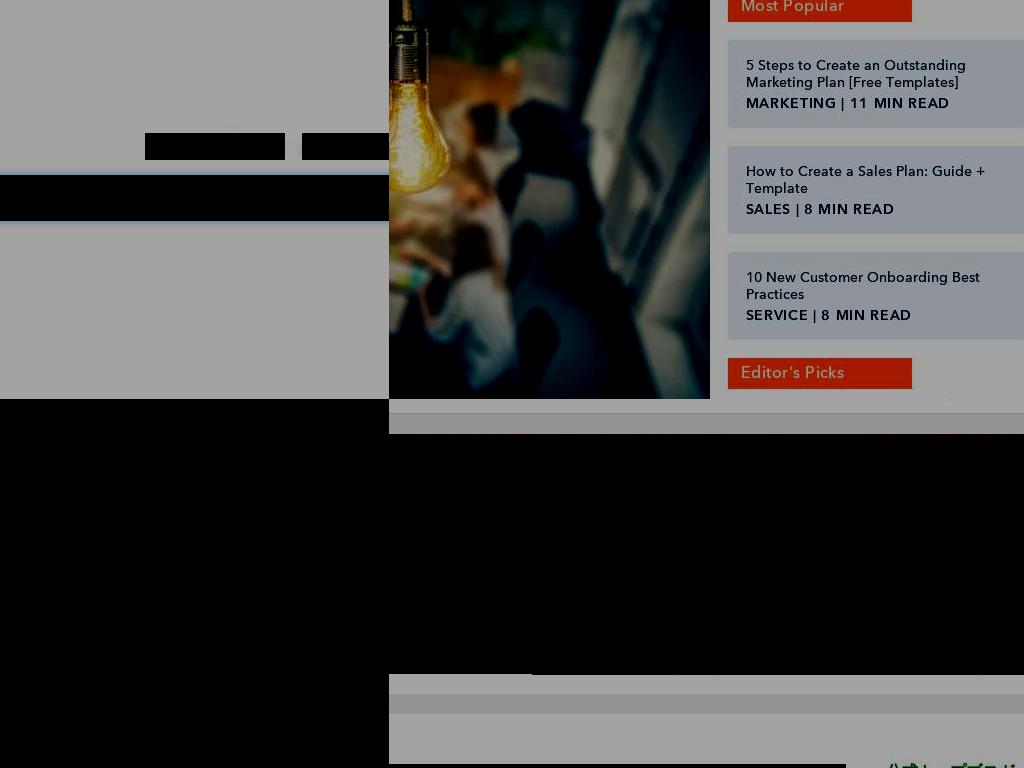 Most Popular
5 Steps to Create an Outstanding
Marketing Plan [Free Templates]
MARKETING | 11 MIN READ
How to Create a Sales Plan: Guide +
Template
SALES | 8 MIN READ
10 New Customer Onboarding Best
Practices
SERVICE | 8 MIN READ
Editor's Picks